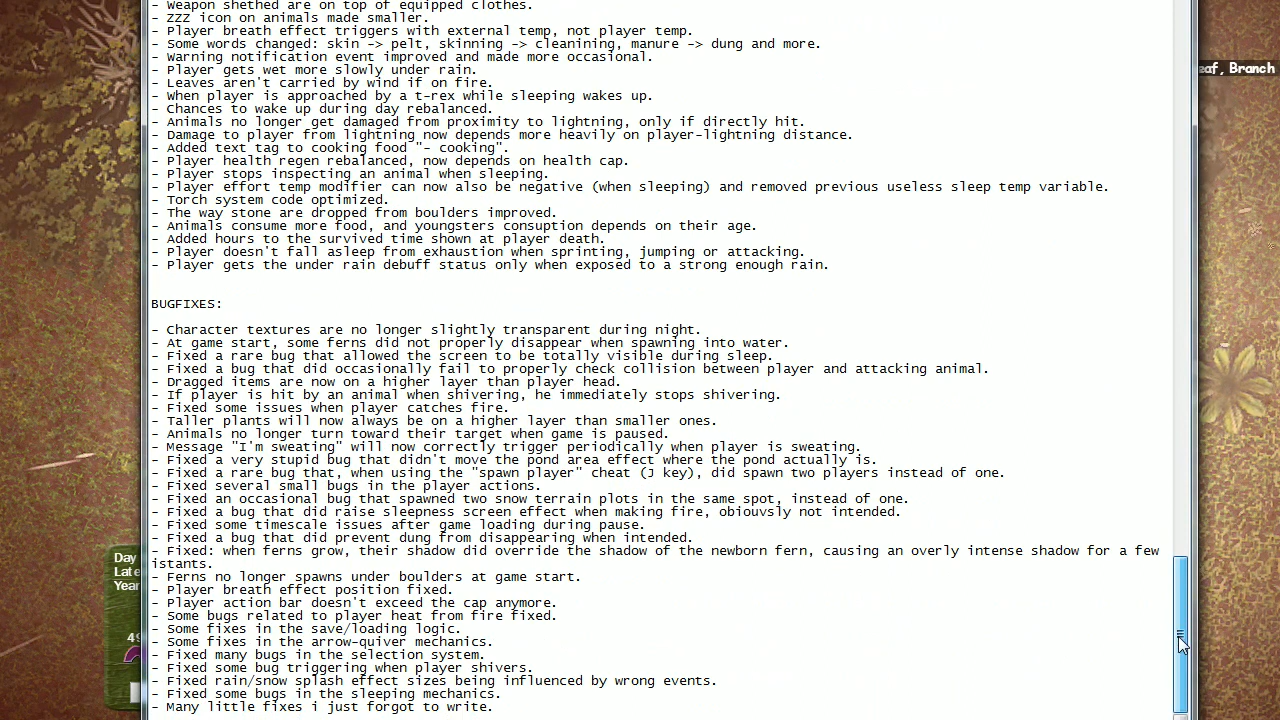 - Weapon shethed are on top of equipped clothes.
- ZZZ icon on animals made smaller.
- Player breath effect triggers with external temp, not player temp.
- Some words changed: skin -> pelt, skinning -> cleanining, manure -> dung and more.
- Warning notification event improved and made more occasional.
- Player gets wet more slowly under rain.
- Leaves aren't carried by wind if on fire.
- When player is approached by a t-rex while sleeping wakes up.
- Chances to wake up during day rebalanced.
- Animals no longer get damaged from proximity to lightning, only if directly hit.
- Damage to player from lightning now depends more heavily on player-lightning distance.
- Added text tag to cooking food "- cooking".
- Player health regen rebalanced, now depends on health cap.
- Player stops inspecting an animal when sleeping.
- Player effort temp modifier can now also be negative (when sleeping) and removed previous useless sleep temp variable.
- Torch system code optimized.
- The way stone are dropped from boulders improved.
- Animals consume more food, and youngsters consuption depends on their age.
- Added hours to the survived time shown at player death.
- Player doesn't fall asleep from exhaustion when sprinting, jumping or attacking.
- Player gets the under rain debuff status only when exposed to a strong enough rain.
BUGFIXES:
- Character textures are no longer slightly transparent during night.
- At game start, some ferns did not properly disappear when spawning into water.
- Fixed a rare bug that allowed the screen to be totally visible during sleep.
- Fixed a bug that did occasionally fail to properly check collision between player and attacking animal.
- Dragged items are now on a higher layer than player head.
- If player is hit by an animal when shivering, he immediately stops shivering.
- Fixed some issues when player catches fire.
- Taller plants will now always be on a higher layer than smaller ones.
- Animals no longer turn toward their target when game is paused.
- Message "I'm sweating" will now correctly trigger periodically when player is sweating.
- Fixed a very stupid bug that didn't move the pond area effect where the pond actually is.
- Fixed a rare bug that, when using the "spawn player" cheat (J key), did spawn two players instead of one.
- Fixed several small bugs in the player actions.
- Fixed an occasional bug that spawned two snow terrain plots in the same spot, instead of one.
- Fixed a bug that did raise sleepness screen effect when making fire, obiouvsly not intended.
- Fixed some timescale issues after game loading during pause.
- Fixed a bug that did prevent dung from disappearing when intended.
- Fixed: when ferns grow, their shadow did override the shadow of the newborn fern, causing an overly intense shadow for a few
istants.
- Ferns no longer spawns under boulders at game start.
- Player breath effect position fixed.
- Player action bar doesn't exceed the cap anymore.
- Some bugs related to player heat from fire fixed.
- Some fixes in the save/loading logic.
- Some fixes in the arrow-quiver mechanics.
- Fixed many bugs in the selection system.
- Fixed some bug triggering when player shivers.
- Fixed rain/snow splash effect sizes being influenced by wrong events.
- Fixed some bugs in the sleeping mechanics.
- Many little fixes i just forgot to write.
eaf, Branch
Day
Late
Year
49